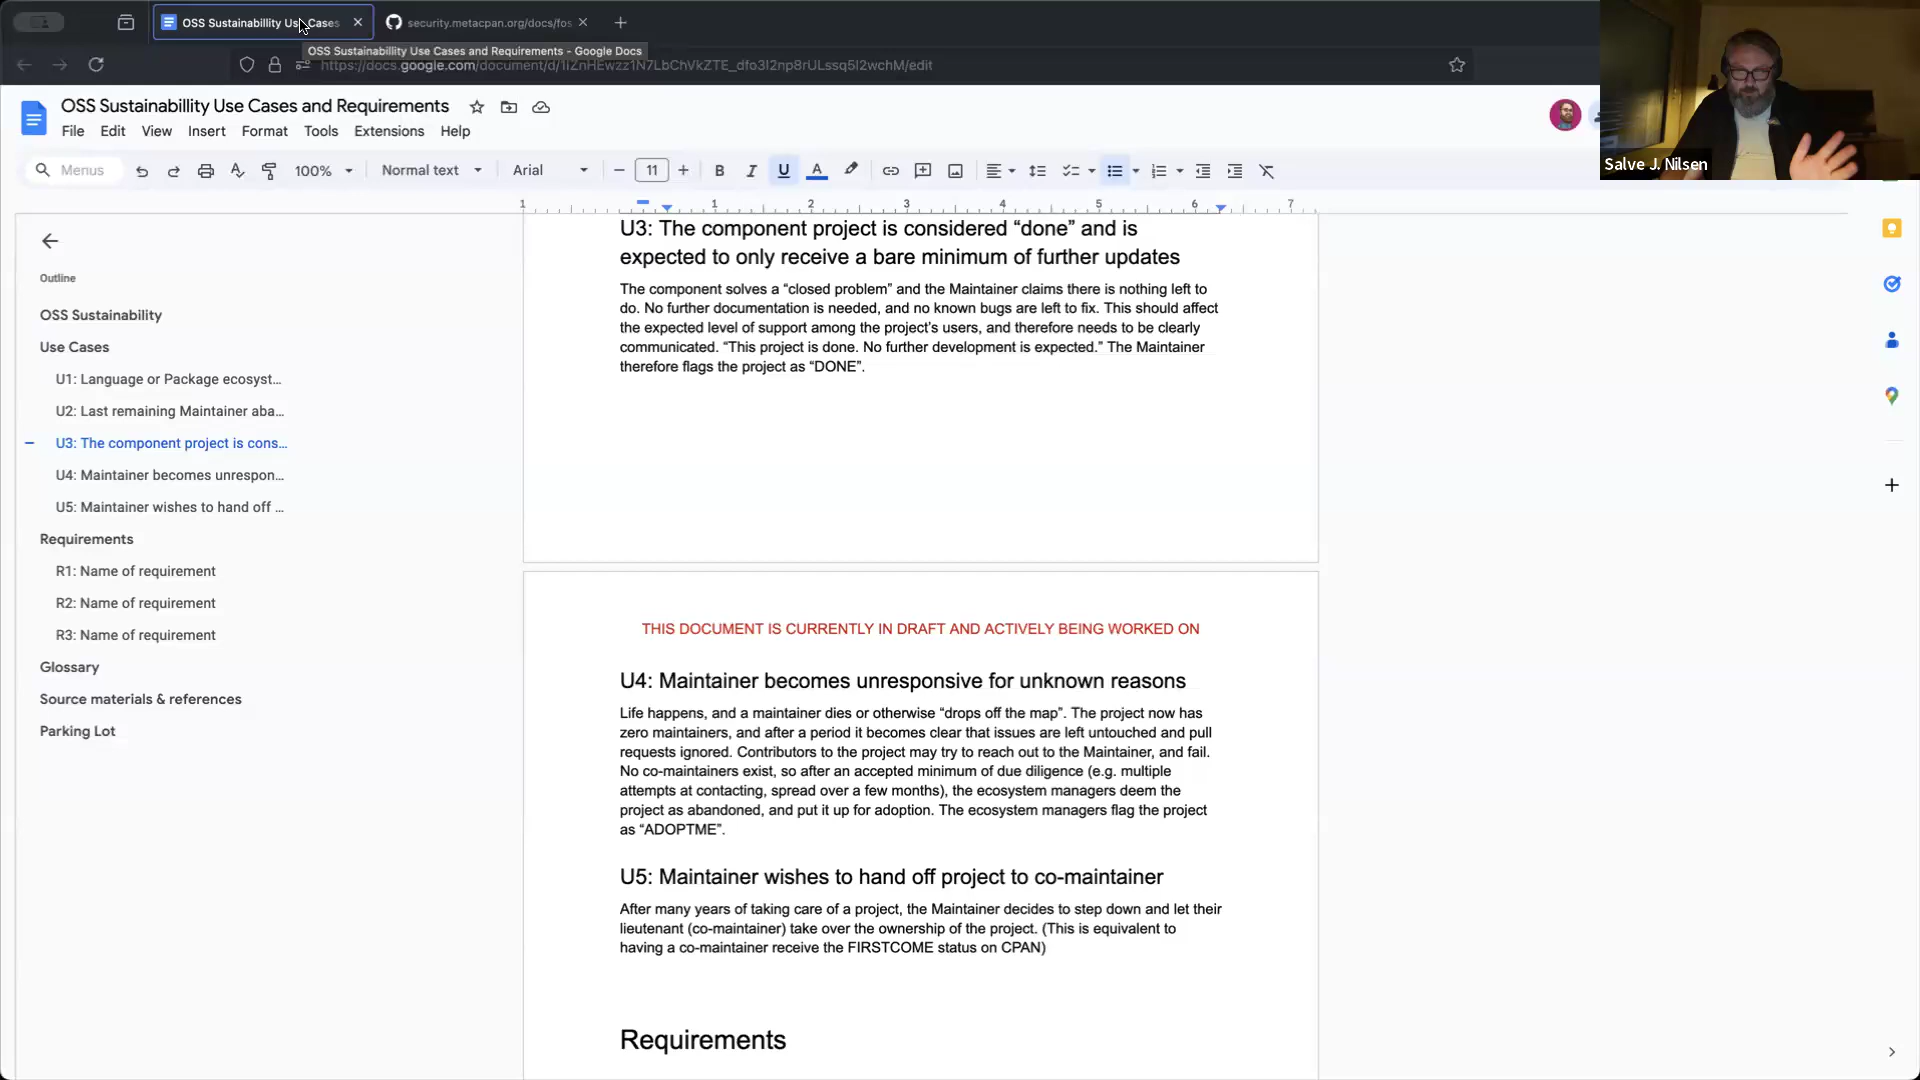 OSS Sustainabillity Use Cases
security.metacpan.org/docs/fos
OSS Sustainability Use Cases and Requirements - Google Docs
https://docs.google.com/document/d/1iZnHEwzz1N7LbChVkZTE_dfo3I2np8rULssq5I2wchM/edit
OSS Sustainabillity Use Cases and Requirements
File Edit View Insert Format Tools Extensions Help
Menus 100% Normal text Arial 11
Salve J. Nilsen
1 1 2 3 4 5 6 7
Outline
OSS Sustainability
Use Cases
U1: Language or Package ecosyst...
U2: Last remaining Maintainer aba...
U3: The component project is cons...
U4: Maintainer becomes unrespon...
U5: Maintainer wishes to hand off ...
Requirements
R1: Name of requirement
R2: Name of requirement
R3: Name of requirement
Glossary
Source materials & references
Parking Lot
U3: The component project is considered “done” and is
expected to only receive a bare minimum of further updates
The component solves a “closed problem” and the Maintainer claims there is nothing left to
do. No further documentation is needed, and no known bugs are left to fix. This should affect
the expected level of support among the project’s users, and therefore needs to be clearly
communicated. “This project is done. No further development is expected.” The Maintainer
therefore flags the project as “DONE”.
THIS DOCUMENT IS CURRENTLY IN DRAFT AND ACTIVELY BEING WORKED ON
U4: Maintainer becomes unresponsive for unknown reasons
Life happens, and a maintainer dies or otherwise “drops off the map”. The project now has
zero maintainers, and after a period it becomes clear that issues are left untouched and pull
requests ignored. Contributors to the project may try to reach out to the Maintainer, and fail.
No co-maintainers exist, so after an accepted minimum of due diligence (e.g. multiple
attempts at contacting, spread over a few months), the ecosystem managers deem the
project as abandoned, and put it up for adoption. The ecosystem managers flag the project
as “ADOPTME”.
U5: Maintainer wishes to hand off project to co-maintainer
After many years of taking care of a project, the Maintainer decides to step down and let their
lieutenant (co-maintainer) take over the ownership of the project. (This is equivalent to
having a co-maintainer receive the FIRSTCOME status on CPAN)
Requirements